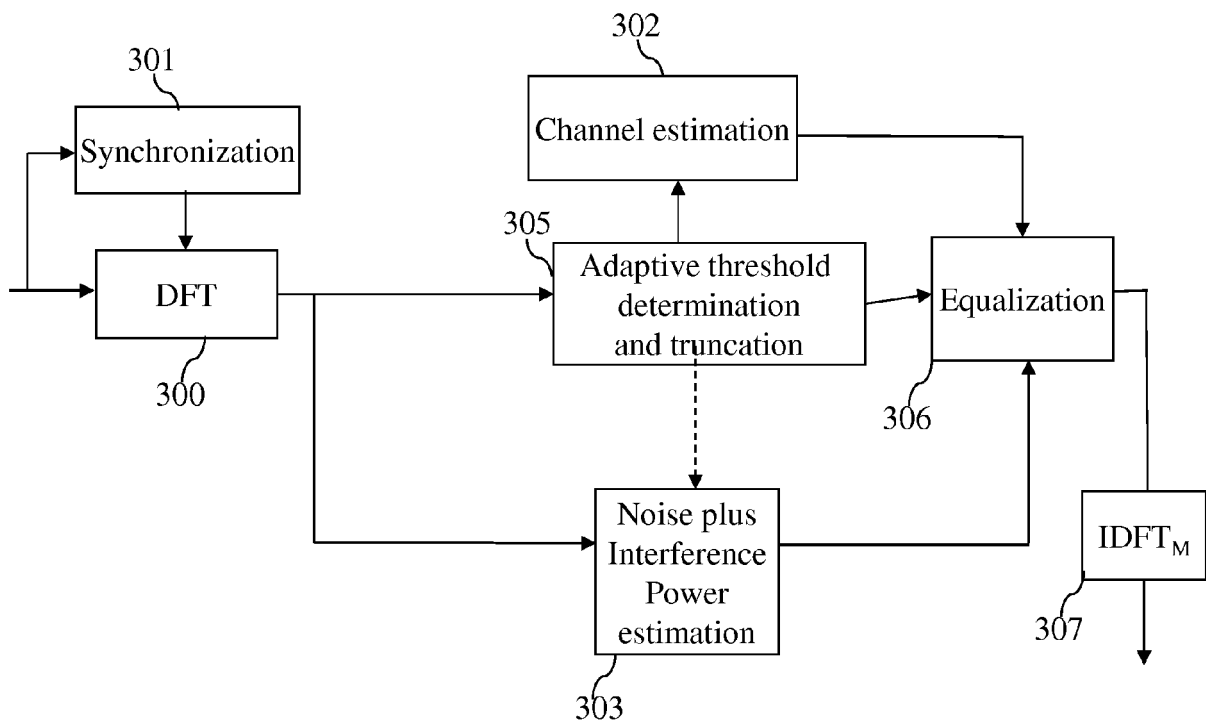 301
Synchronization
DFT
300
302
Channel estimation
305
Adaptive threshold
determination
and truncation
Equalization
306
Noise plus
Interference
Power
estimation
303
IDFT_M
307